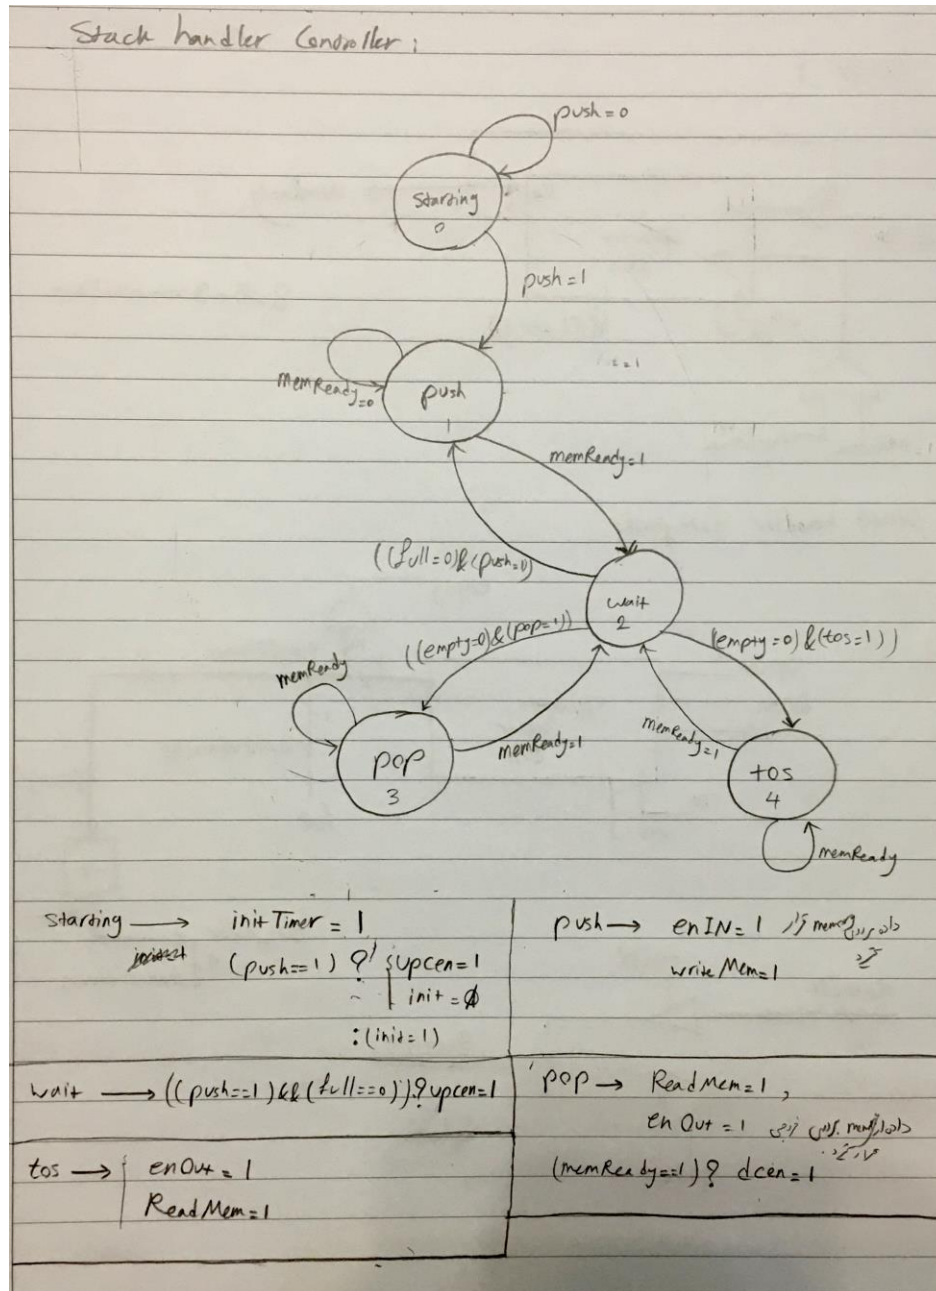 Stack handler Controller:
push=0
Starting
0
push=1
memReady=0
push
1
memReady=1
((full=0)&(push=1)
wait
2
((empty=0)&(pop=1))
(empty=0)&(tos=1))
memReady
memReady=1
memReady=1
pop
3
tos
4
memReady
Starting → initTimer = 1
(push==1) ? upcen=1
init = 0
:(init=1)
push → enIN = 1
writeMem=1
wait → ((push==1)&&(full==0))? upcen=1
pop → ReadMem=1,
enOut = 1
(memReady==1)? dcen=1
tos → enOut = 1
ReadMem=1